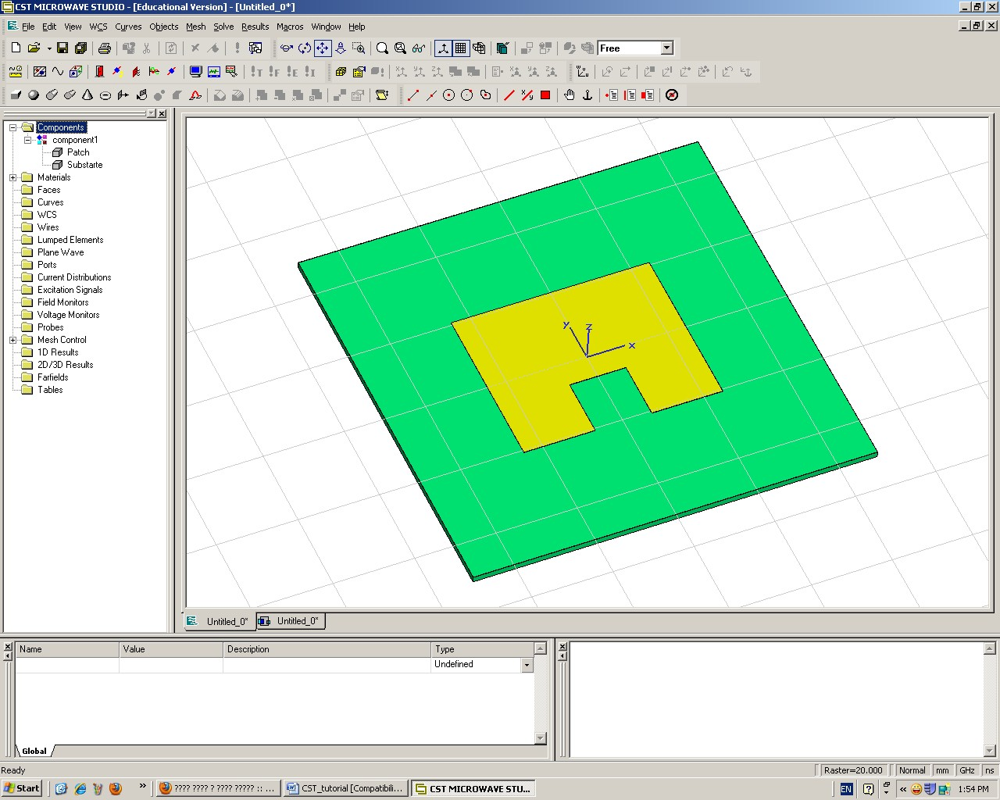 CST MICROWAVE STUDIO - [Educational Version] - [Untitled_0*]
File Edit View WCS Curves Objects Mesh Solve Results Macros Window Help
Free
Components
component1
Patch
Substarte
Materials
Faces
Curves
WCS
Wires
Lumped Elements
Plane Wave
Ports
Current Distributions
Excitation Signals
Field Monitors
Voltage Monitors
Probes
Mesh Control
1D Results
2D/3D Results
Farfields
Tables
y z x
Untitled_0* Untitled_0*
Name Value Description Type
Undefined
Global
Ready Raster=20.000 Normal mm GHz ns
Start ???? ???? ? ???? ????? :: ... CST_tutorial [Compatibili... CST MICROWAVE STU... EN 1:54 PM